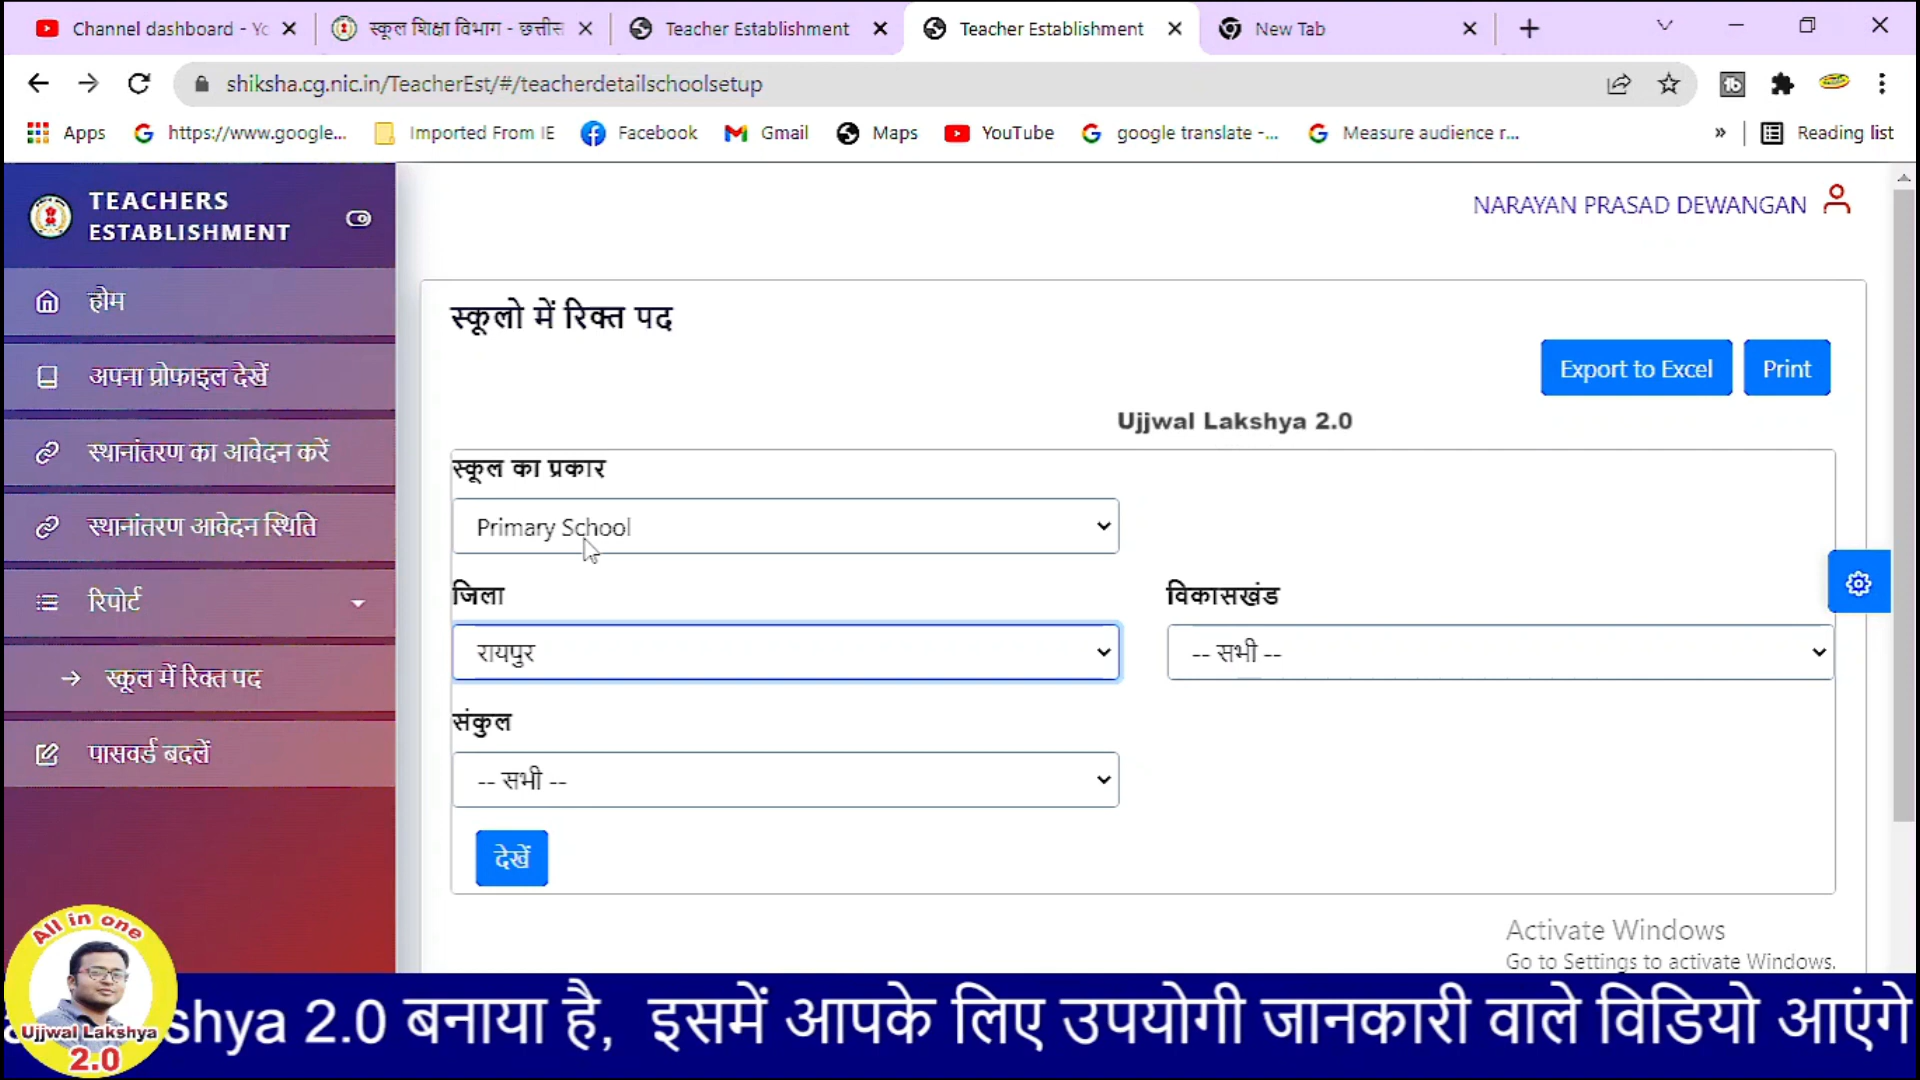 Channel dashboard - Yo
स्कूल शिक्षा विभाग - छत्तीस
Teacher Establishment
Teacher Establishment
New Tab
shiksha.cg.nic.in/TeacherEst/#/teacherdetailschoolsetup
Apps
https://www.google...
Imported From IE
Facebook
Gmail
Maps
YouTube
google translate -...
Measure audience r...
»
Reading list
TEACHERS
ESTABLISHMENT
NARAYAN PRASAD DEWANGAN
होम
अपना प्रोफाइल देखें
स्थानांतरण का आवेदन करें
स्थानांतरण आवेदन स्थिति
रिपोर्ट
स्कूल में रिक्त पद
पासवर्ड बदलें
स्कूलो में रिक्त पद
Export to Excel
Print
Ujjwal Lakshya 2.0
स्कूल का प्रकार
Primary School
जिला
विकासखंड
रायपुर
-- सभी --
संकुल
-- सभी --
देखें
Activate Windows
Go to Settings to activate Windows.
All in one
Ujjwal Lakshya
2.0
shya 2.0 बनाया है, इसमें आपके लिए उपयोगी जानकारी वाले विडियो आएंगे